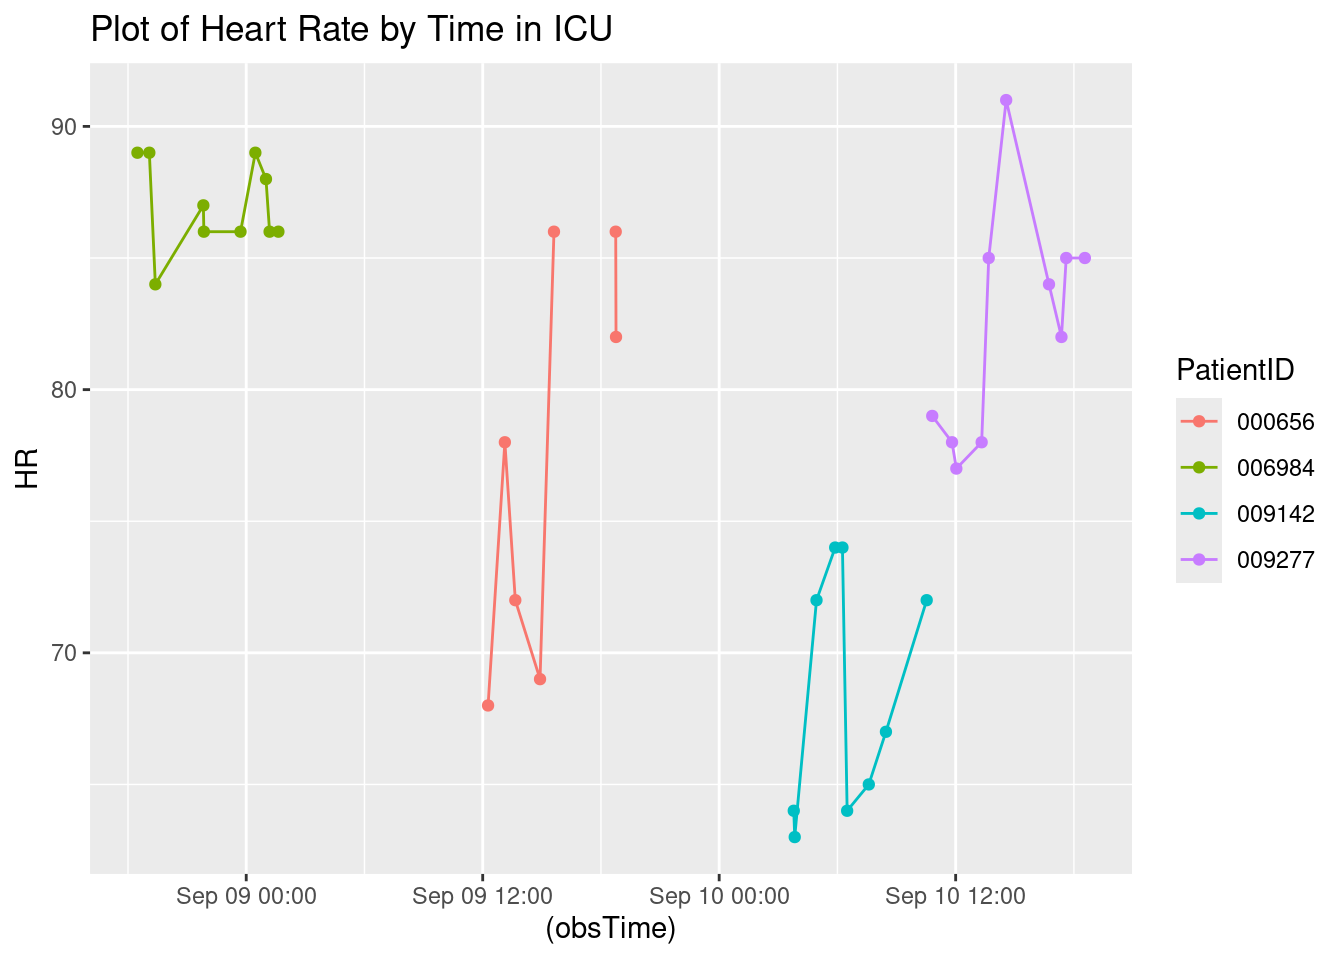 Plot of Heart Rate by Time in ICU
90
80
70
HR
Sep 09 00:00
Sep 09 12:00
Sep 10 00:00
Sep 10 12:00
(obsTime)
PatientID
000656
006984
009142
009277